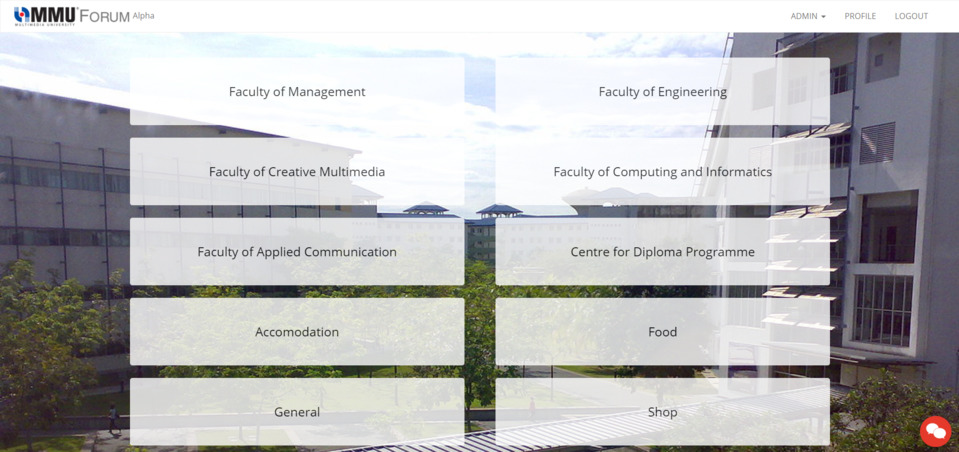 MMU FORUM Alpha
MULTIMEDIA UNIVERSITY
ADMIN PROFILE LOGOUT
Faculty of Management
Faculty of Engineering
Faculty of Creative Multimedia
Faculty of Computing and Informatics
Faculty of Applied Communication
Centre for Diploma Programme
Accomodation
Food
General
Shop